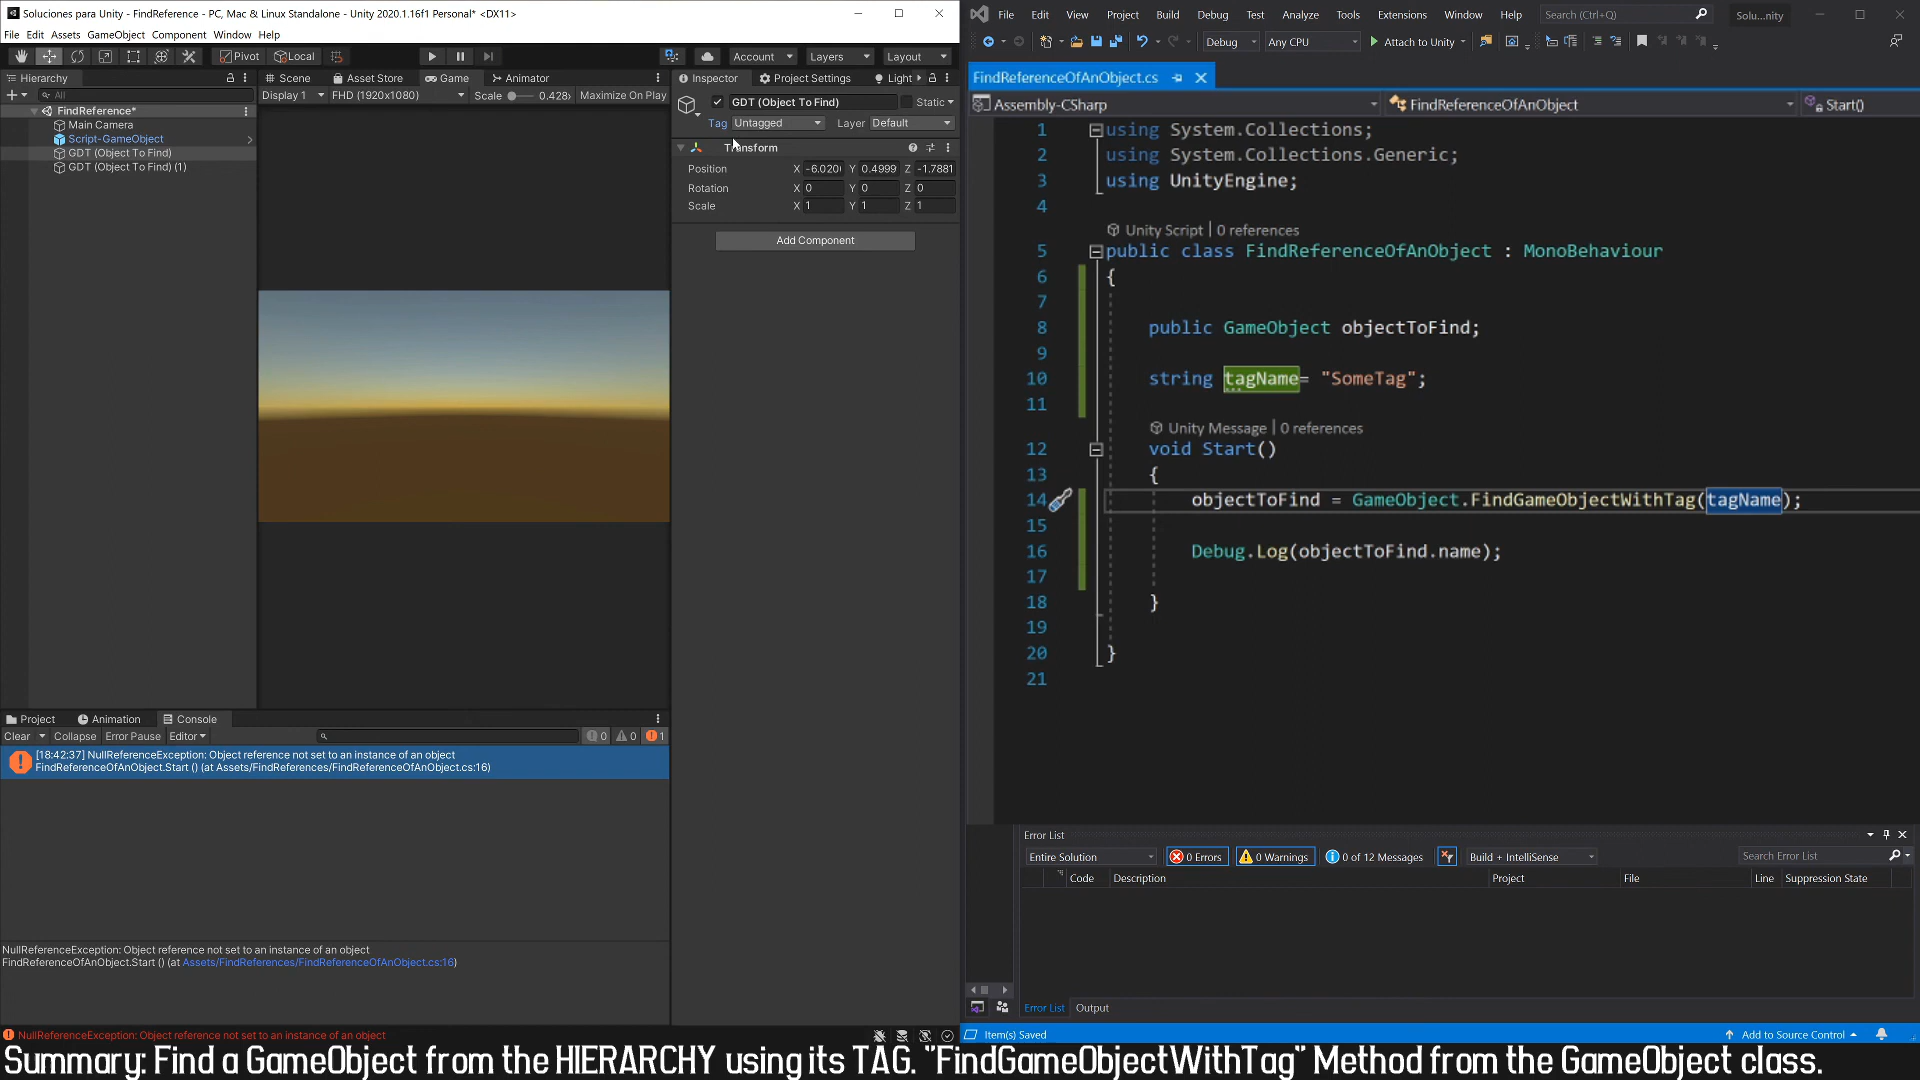 Soluciones para Unity - FindReference - PC, Mac & Linux Standalone - Unity 2020.1.16f1 Personal* <DX11>
File Edit Assets GameObject Component Window Help
Pivot Local Account Layers Layout
Hierarchy
All
FindReference*
Main Camera
Script-GameObject
GDT (Object To Find)
GDT (Object To Find) (1)
Scene Asset Store Game Animator
Display 1 FHD (1920x1080) Scale 0.428x Maximize On Play
Inspector Project Settings Light
GDT (Object To Find) Static
Tag Untagged Layer Default
Transform
Position X -6.020 Y 0.4999 Z -1.7881
Rotation X 0 Y 0 Z 0
Scale X 1 Y 1 Z 1
Add Component
Project Animation Console
Clear Collapse Error Pause Editor 0 0 1
[18:42:37] NullReferenceException: Object reference not set to an instance of an object
FindReferenceOfAnObject.Start () (at Assets/FindReferences/FindReferenceOfAnObject.cs:16)
NullReferenceException: Object reference not set to an instance of an object
FindReferenceOfAnObject.Start () (at Assets/FindReferences/FindReferenceOfAnObject.cs:16)
NullReferenceException: Object reference not set to an instance of an object
File Edit View Project Build Debug Test Analyze Tools Extensions Window Help Search (Ctrl+Q) Solu...nity
Debug Any CPU Attach to Unity
FindReferenceOfAnObject.cs
Assembly-CSharp FindReferenceOfAnObject Start()
1 using System.Collections;
2 using System.Collections.Generic;
3 using UnityEngine;
4
Unity Script | 0 references
5 public class FindReferenceOfAnObject : MonoBehaviour
6 {
7
8 public GameObject objectToFind;
9
10 string tagName= "SomeTag";
11
Unity Message | 0 references
12 void Start()
13 {
14 objectToFind = GameObject.FindGameObjectWithTag(tagName);
15
16 Debug.Log(objectToFind.name);
17
18 }
19
20 }
21
Error List
Entire Solution 0 Errors 0 Warnings 0 of 12 Messages Build + IntelliSense Search Error List
Code Description Project File Line Suppression State
Error List Output
Item(s) Saved Add to Source Control
Summary: Find a GameObject from the HIERARCHY using its TAG. "FindGameObjectWithTag" Method from the GameObject class.